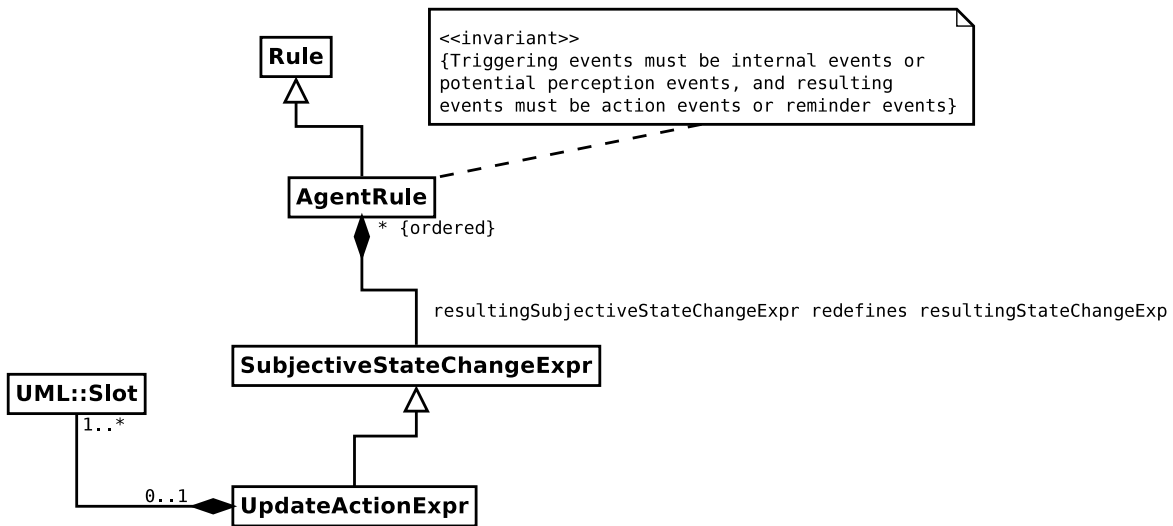 <<invariant>>
{Triggering events must be internal events or
potential perception events, and resulting
events must be action events or reminder events}
Rule
AgentRule
* {ordered}
resultingSubjectiveStateChangeExpr redefines resultingStateChangeExp
SubjectiveStateChangeExpr
UML::Slot
1..*
0..1
UpdateActionExpr